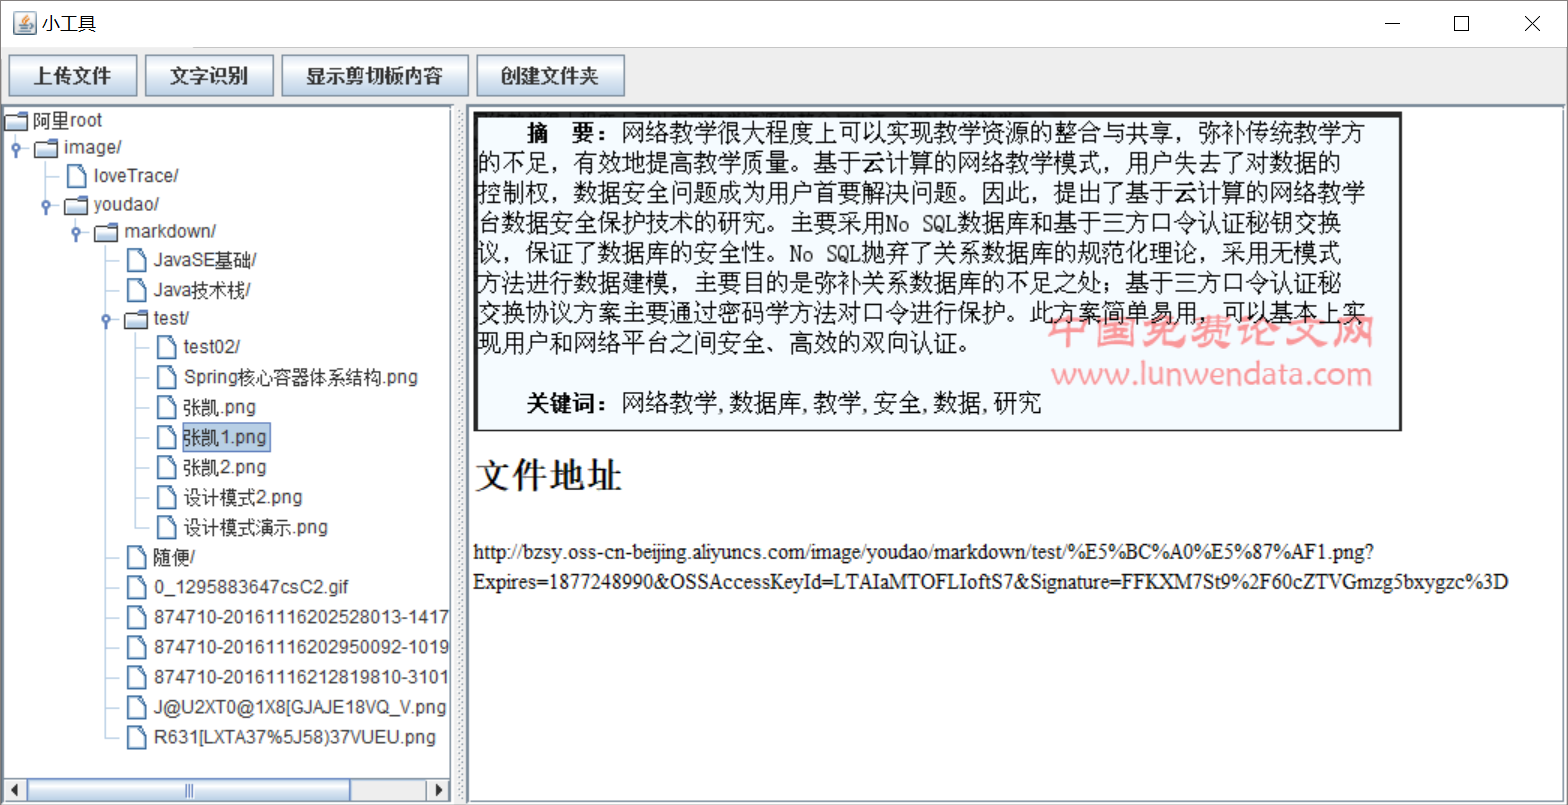 小工具
上传文件 文字识别 显示剪切板内容 创建文件夹
阿里root
image/
loveTrace/
youdao/
markdown/
JavaSE基础/
Java技术栈/
test/
test02/
Spring核心容器体系结构.png
张凯.png
张凯1.png
张凯2.png
设计模式2.png
设计模式演示.png
随便/
0_1295883647csC2.gif
874710-20161116202528013-1417
874710-20161116202950092-1019
874710-20161116212819810-3101
J@U2XT0@1X8[GJAJE18VQ_V.png
R631[LXTA37%5J58)37VUEU.png
摘 要：网络教学很大程度上可以实现教学资源的整合与共享，弥补传统教学方
的不足，有效地提高教学质量。基于云计算的网络教学模式，用户失去了对数据的
控制权，数据安全问题成为用户首要解决问题。因此，提出了基于云计算的网络教学
台数据安全保护技术的研究。主要采用No SQL数据库和基于三方口令认证秘钥交换
议，保证了数据库的安全性。No SQL抛弃了关系数据库的规范化理论，采用无模式
方法进行数据建模，主要目的是弥补关系数据库的不足之处；基于三方口令认证秘
交换协议方案主要通过密码学方法对口令进行保护。此方案简单易用，可以基本上实
现用户和网络平台之间安全、高效的双向认证。
中国免费论文网
www.lunwendata.com
关键词：网络教学,数据库,教学,安全,数据,研究
文件地址
http://bzsy.oss-cn-beijing.aliyuncs.com/image/youdao/markdown/test/%E5%BC%A0%E5%87%AF1.png?
Expires=1877248990&OSSAccessKeyId=LTAIaMTOFLIoftS7&Signature=FFKXM7St9%2F60cZTVGmzg5bxygzc%3D